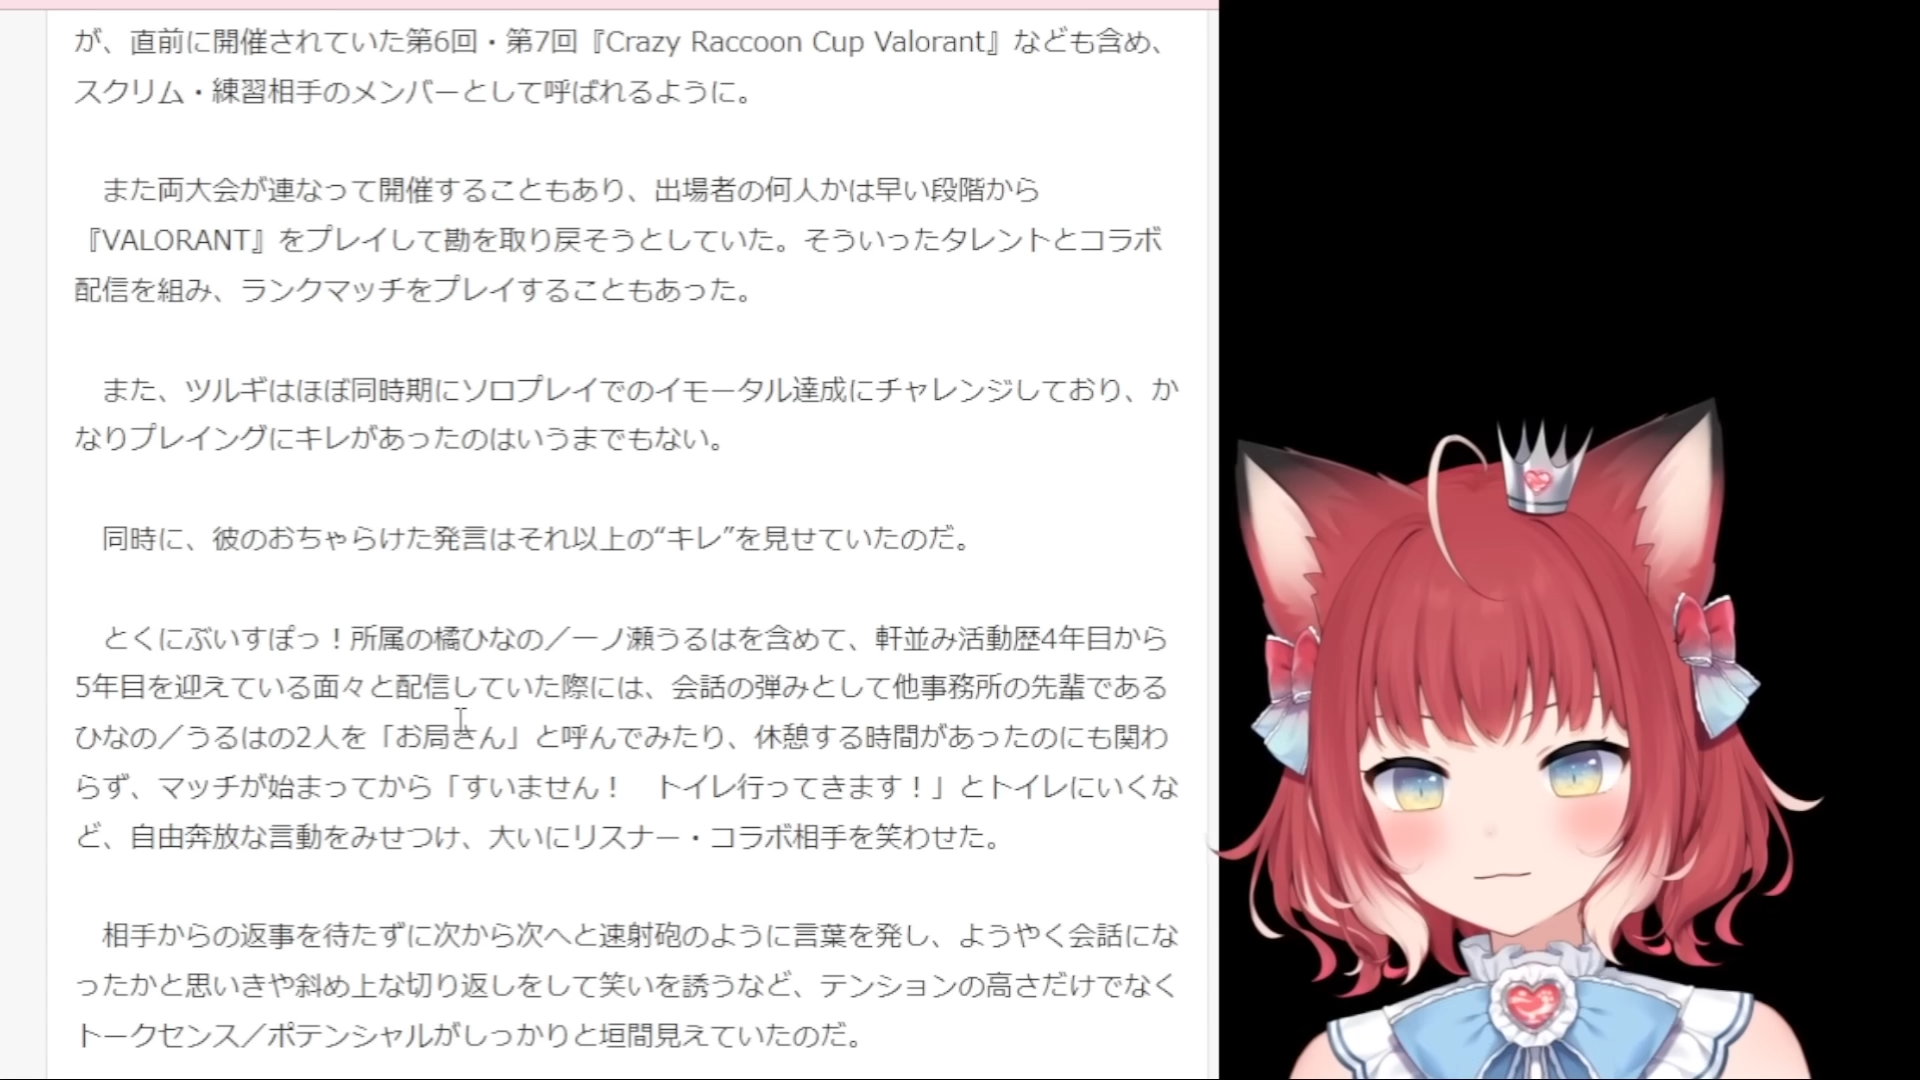 が、直前に開催されていた第6回・第7回『Crazy Raccoon Cup Valorant』なども含め、
スクリム・練習相手のメンバーとして呼ばれるように。
また両大会が連なって開催することもあり、出場者の何人かは早い段階から
『VALORANT』をプレイして勘を取り戻そうとしていた。そういったタレントとコラボ
配信を組み、ランクマッチをプレイすることもあった。
また、ツルギはほぼ同時期にソロプレイでのイモータル達成にチャレンジしており、か
なりプレイングにキレがあったのはいうまでもない。
同時に、彼のおちゃらけた発言はそれ以上の“キレ”を見せていたのだ。
とくにぶいすぽっ！所属の橘ひなの／一ノ瀬うるはを含めて、軒並み活動歴4年目から
5年目を迎えている面々と配信していた際には、会話の弾みとして他事務所の先輩である
ひなの／うるはの2人を「お局さん」と呼んでみたり、休憩する時間があったのにも関わ
らず、マッチが始まってから「すいません！　トイレ行ってきます！」とトイレにいくな
ど、自由奔放な言動をみせつけ、大いにリスナー・コラボ相手を笑わせた。
相手からの返事を待たずに次から次へと速射砲のように言葉を発し、ようやく会話にな
ったかと思いきや斜め上な切り返しをして笑いを誘うなど、テンションの高さだけでなく
トークセンス／ポテンシャルがしっかりと垣間見えていたのだ。